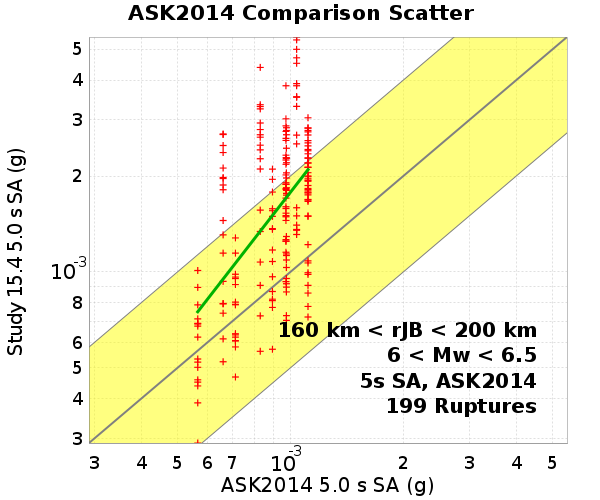 ASK2014 Comparison Scatter
5
4
3
2
10-3
8
6
5
4
3
Study 15.4 5.0 s SA (g)
160 km < rJB < 200 km
6 < Mw < 6.5
5s SA, ASK2014
199 Ruptures
3 4 5 6 7 10-3 2 3 4 5
ASK2014 5.0 s SA (g)